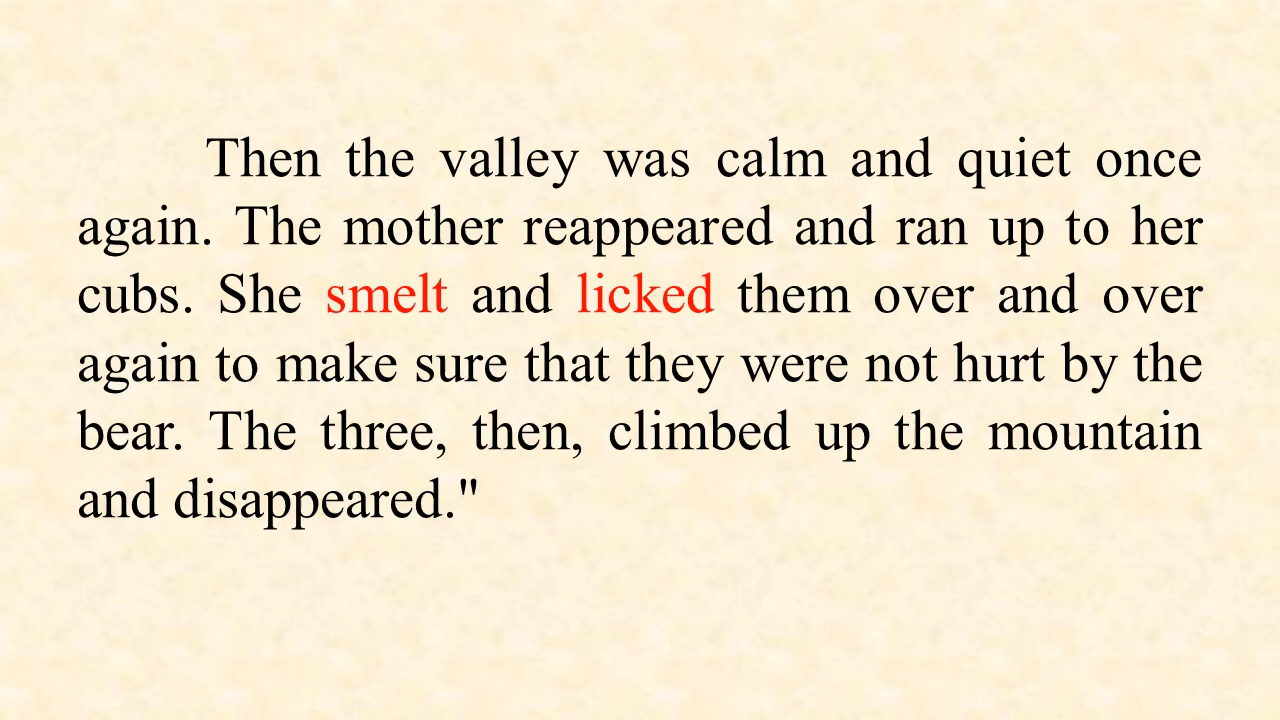 Then the valley was calm and quiet once
again. The mother reappeared and ran up to her
cubs. She smelt and licked them over and over
again to make sure that they were not hurt by the
bear. The three, then, climbed up the mountain
and disappeared."